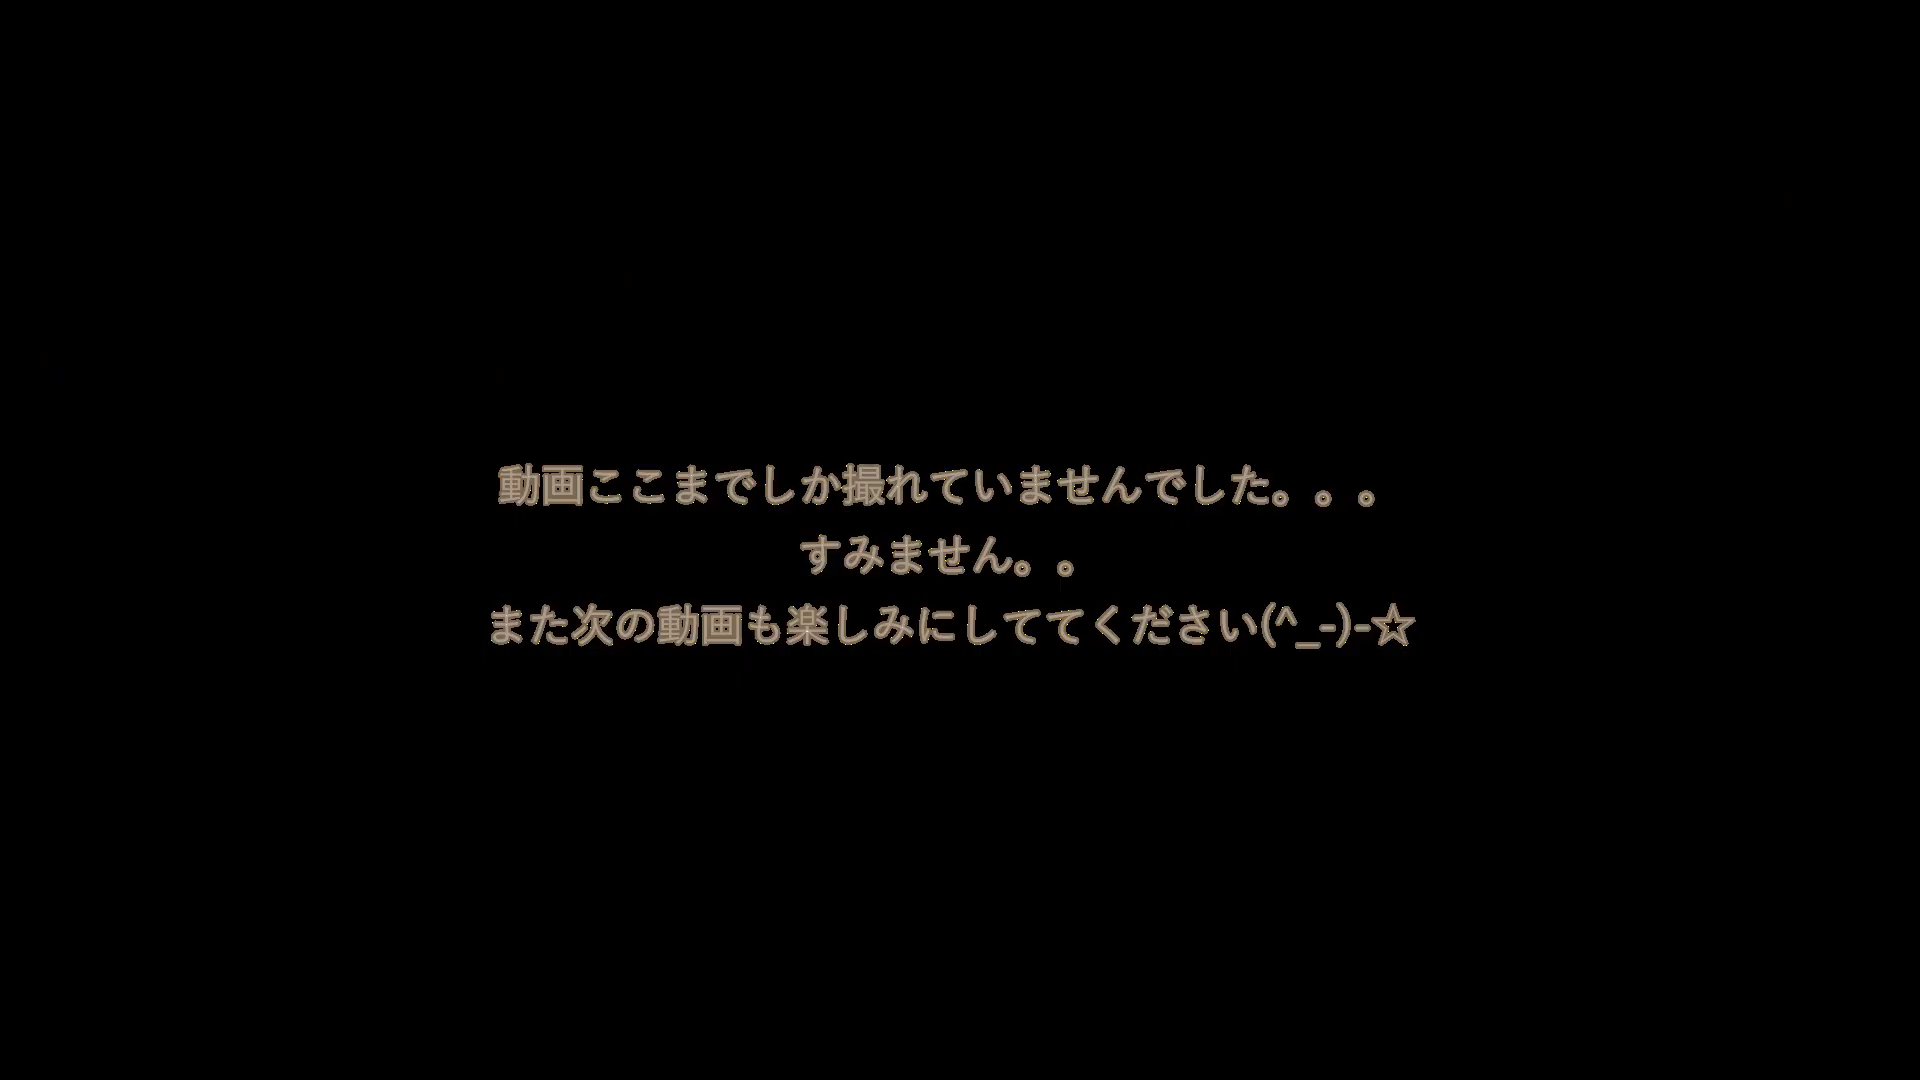 動画ここまでしか撮れていませんでした。。。
すみません。。
また次の動画も楽しみにしててください(^_-)-☆